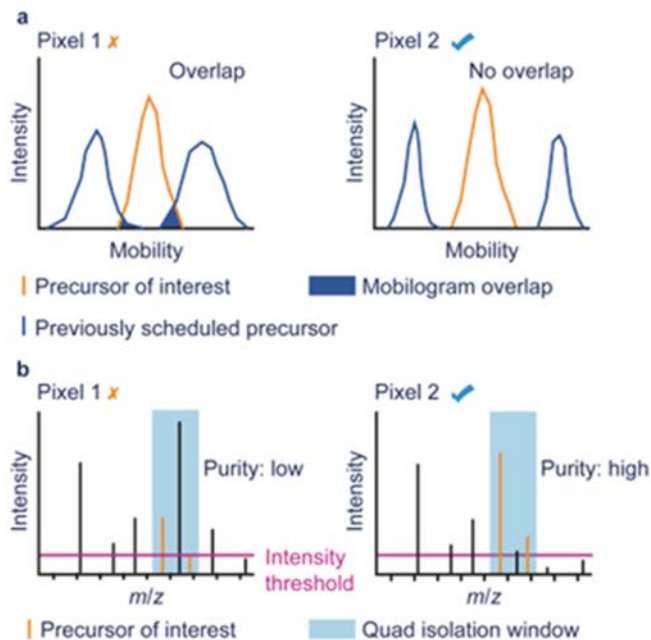 a
Pixel 1 ✗
Pixel 2 ✓
Overlap
No overlap
Intensity
Intensity
Mobility
Mobility
Precursor of interest
Mobilogram overlap
Previously scheduled precursor
b
Pixel 1 ✗
Pixel 2 ✓
Intensity
Purity: low
Intensity
Purity: high
Intensity
threshold
m/z
m/z
Precursor of interest
Quad isolation window